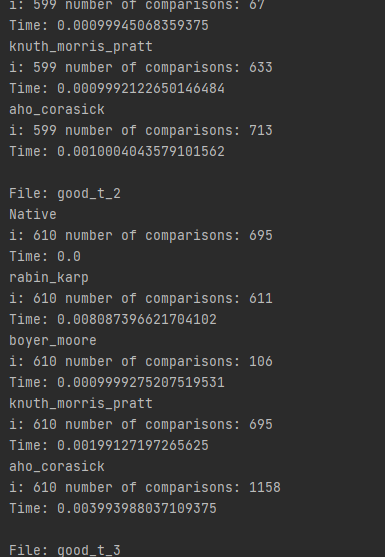 i: 599 number of comparisons: 67
Time: 0.00099945068359375
knuth_morris_pratt
i: 599 number of comparisons: 633
Time: 0.0009992122650146484
aho_corasick
i: 599 number of comparisons: 713
Time: 0.0010004043579101562
File: good_t_2
Native
i: 610 number of comparisons: 695
Time: 0.0
rabin_karp
i: 610 number of comparisons: 611
Time: 0.008087396621704102
boyer_moore
i: 610 number of comparisons: 106
Time: 0.0009999275207519531
knuth_morris_pratt
i: 610 number of comparisons: 695
Time: 0.00199127197265625
aho_corasick
i: 610 number of comparisons: 1158
Time: 0.003993988037109375
File: good_t_3